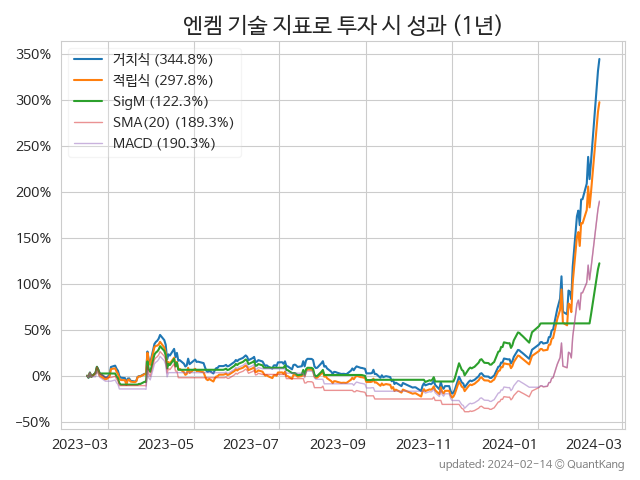 엔켐 기술 지표로 투자 시 성과 (1년)
350%
300%
250%
200%
150%
100%
50%
0%
−50%
거치식 (344.8%)
적립식 (297.8%)
SigM (122.3%)
SMA(20) (189.3%)
MACD (190.3%)
2023-03
2023-05
2023-07
2023-09
2023-11
2024-01
2024-03
updated: 2024-02-14 @ QuantKang